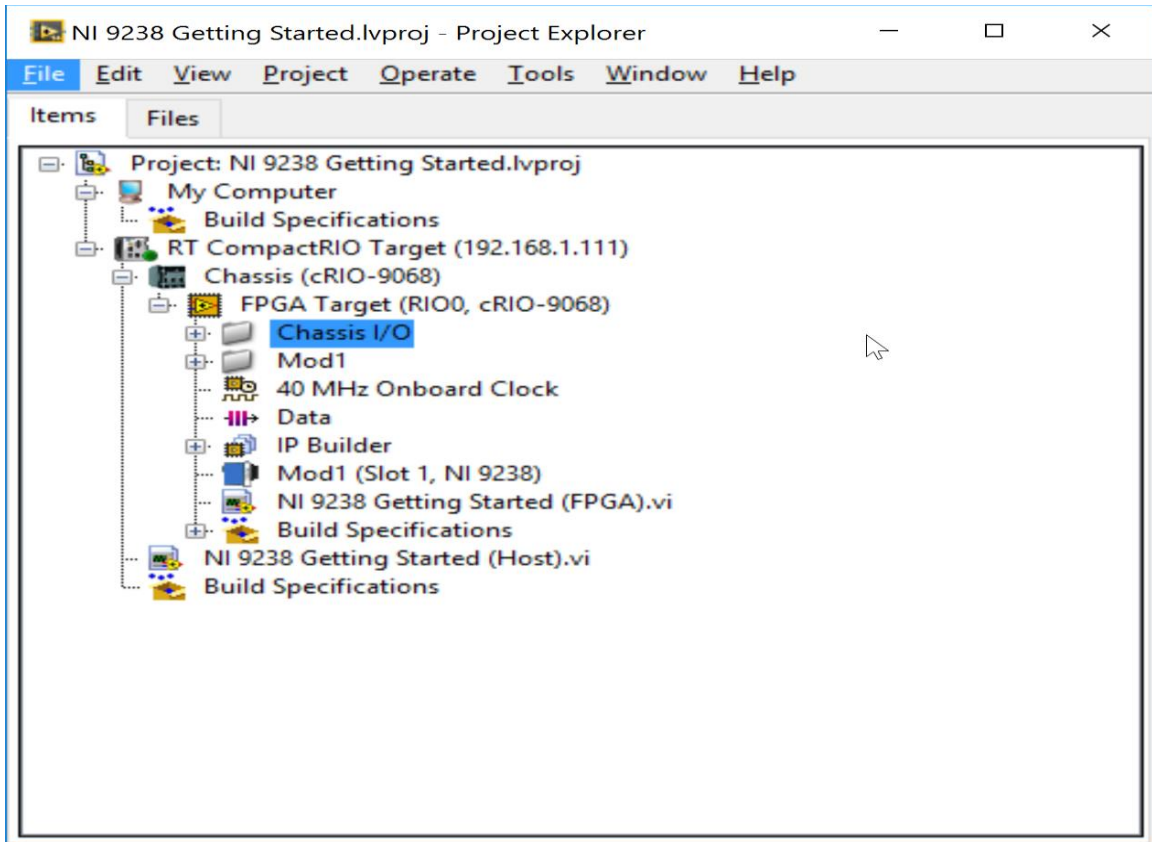 NI 9238 Getting Started.lvproj - Project Explorer
File Edit View Project Operate Tools Window Help
Items Files
Project: NI 9238 Getting Started.lvproj
My Computer
Build Specifications
RT CompactRIO Target (192.168.1.111)
Chassis (cRIO-9068)
FPGA Target (RIO0, cRIO-9068)
Chassis I/O
Mod1
40 MHz Onboard Clock
Data
IP Builder
Mod1 (Slot 1, NI 9238)
NI 9238 Getting Started (FPGA).vi
Build Specifications
NI 9238 Getting Started (Host).vi
Build Specifications